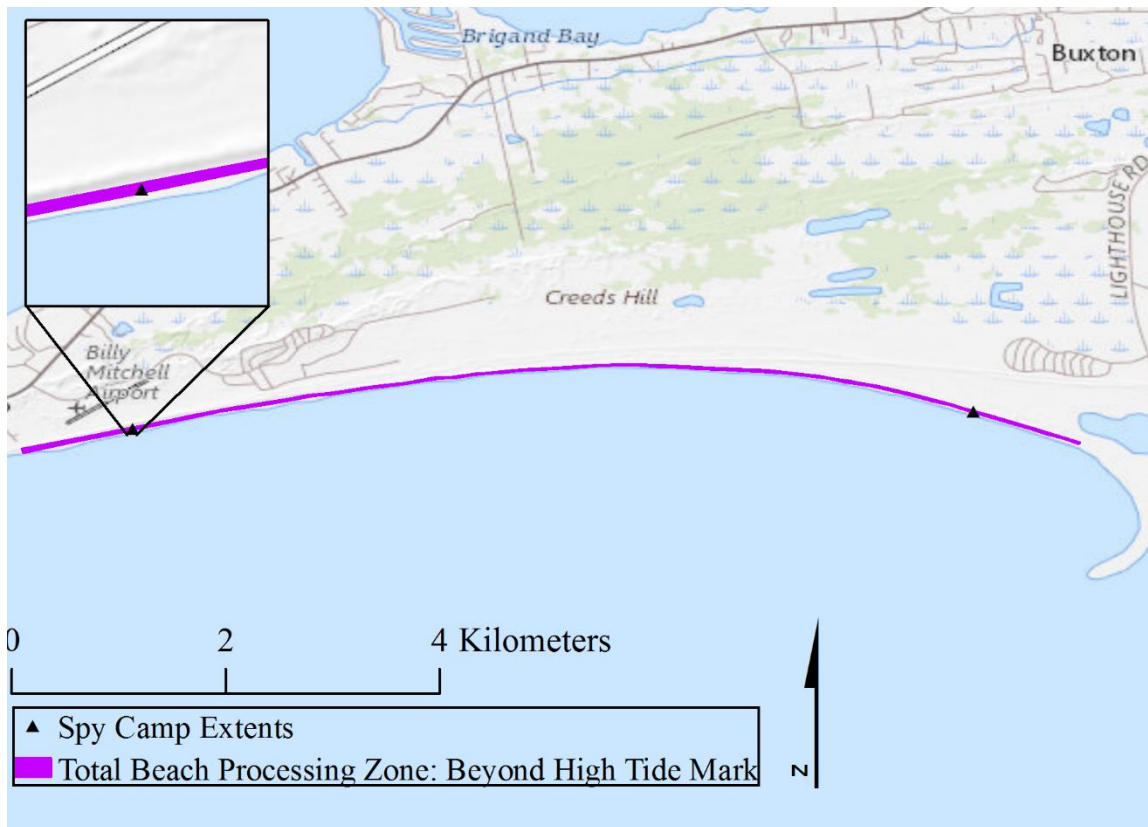 Brigand Bay
Buxton
LIGHTHOUSE RD
Creeds Hill
Billy
Mitchell
Airport
0 2 4 Kilometers
▲ Spy Camp Extents
Total Beach Processing Zone: Beyond High Tide Mark
N